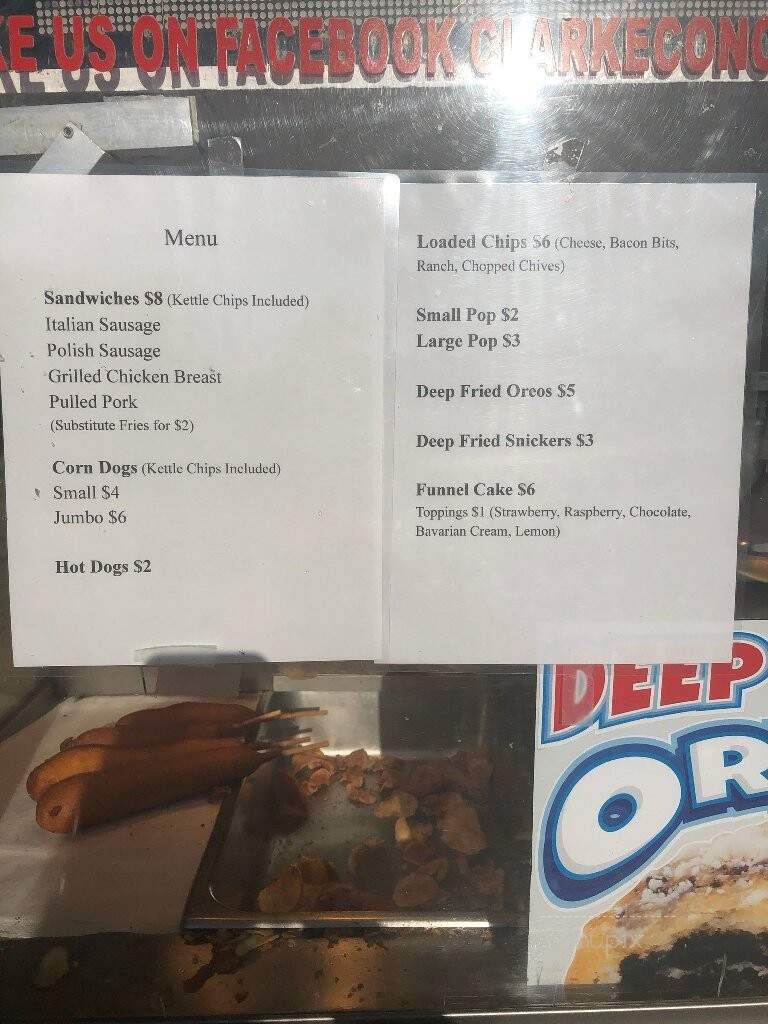 KE US ON FACEBOOK CLARKECONC
Menu
Sandwiches $8 (Kettle Chips Included)
Italian Sausage
Polish Sausage
Grilled Chicken Breast
Pulled Pork
(Substitute Fries for $2)
Corn Dogs (Kettle Chips Included)
Small $4
Jumbo $6
Hot Dogs $2
Loaded Chips $6 (Cheese, Bacon Bits,
Ranch, Chopped Chives)
Small Pop $2
Large Pop $3
Deep Fried Oreos $5
Deep Fried Snickers $3
Funnel Cake $6
Toppings $1 (Strawberry, Raspberry, Chocolate,
Bavarian Cream, Lemon)
DEEP
OR